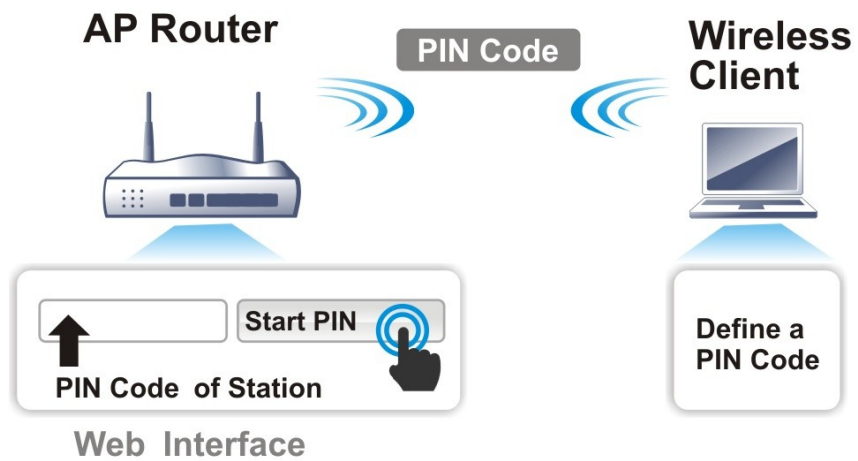 AP Router
PIN Code
Wireless
Client
Start PIN
PIN Code of Station
Define a
PIN Code
Web Interface